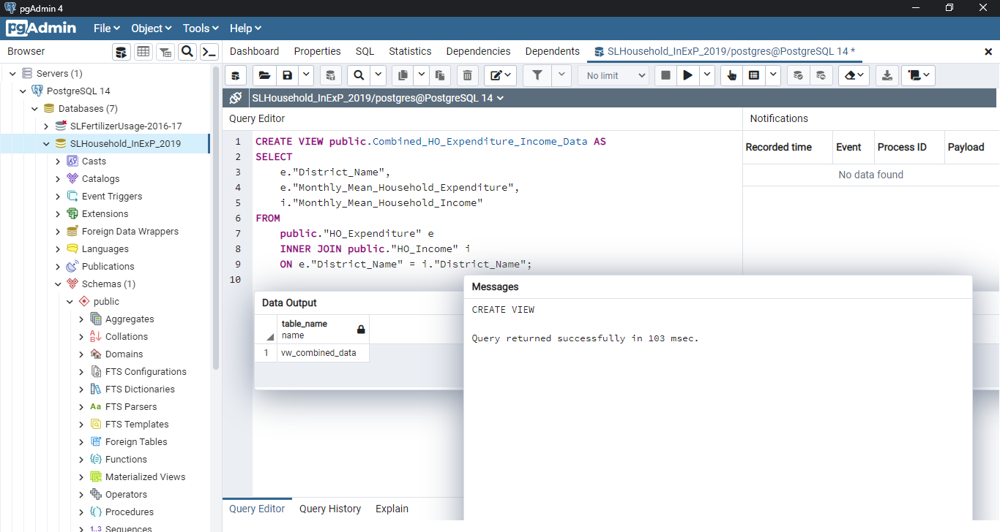 pgAdmin 4
pgAdmin File Object Tools Help
Browser
Dashboard Properties SQL Statistics Dependencies Dependents SLHousehold_InExP_2019/postgres@PostgreSQL 14 *
No limit
SLHousehold_InExP_2019/postgres@PostgreSQL 14
Servers (1)
PostgreSQL 14
Databases (7)
SLFertilizerUsage-2016-17
SLHousehold_InExP_2019
Casts
Catalogs
Event Triggers
Extensions
Foreign Data Wrappers
Languages
Publications
Schemas (1)
public
Aggregates
Collations
Domains
FTS Configurations
FTS Dictionaries
Aa FTS Parsers
FTS Templates
Foreign Tables
Functions
Materialized Views
Operators
Procedures
1..3 Sequences
Query Editor
1 CREATE VIEW public.Combined_HO_Expenditure_Income_Data AS
2 SELECT
3 e."District_Name",
4 e."Monthly_Mean_Household_Expenditure",
5 i."Monthly_Mean_Household_Income"
6 FROM
7 public."HO_Expenditure" e
8 INNER JOIN public."HO_Income" i
9 ON e."District_Name" = i."District_Name";
10
Notifications
Recorded time Event Process ID Payload
No data found
Data Output
table_name
name
1 vw_combined_data
Messages
CREATE VIEW
Query returned successfully in 103 msec.
Query Editor Query History Explain